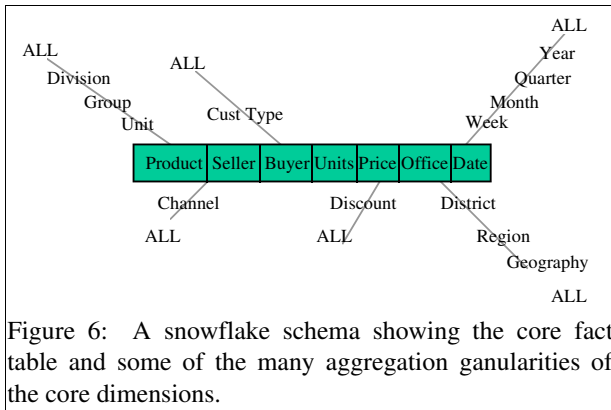 ALL
ALL
Year
ALL
Division
Quarter
Group
Month
Cust Type
Unit
Week
Product Seller Buyer Units Price Office Date
Channel
Discount
District
ALL
ALL
Region
Geography
ALL
Figure 6: A snowflake schema showing the core fact
table and some of the many aggregation ganularities of
the core dimensions.